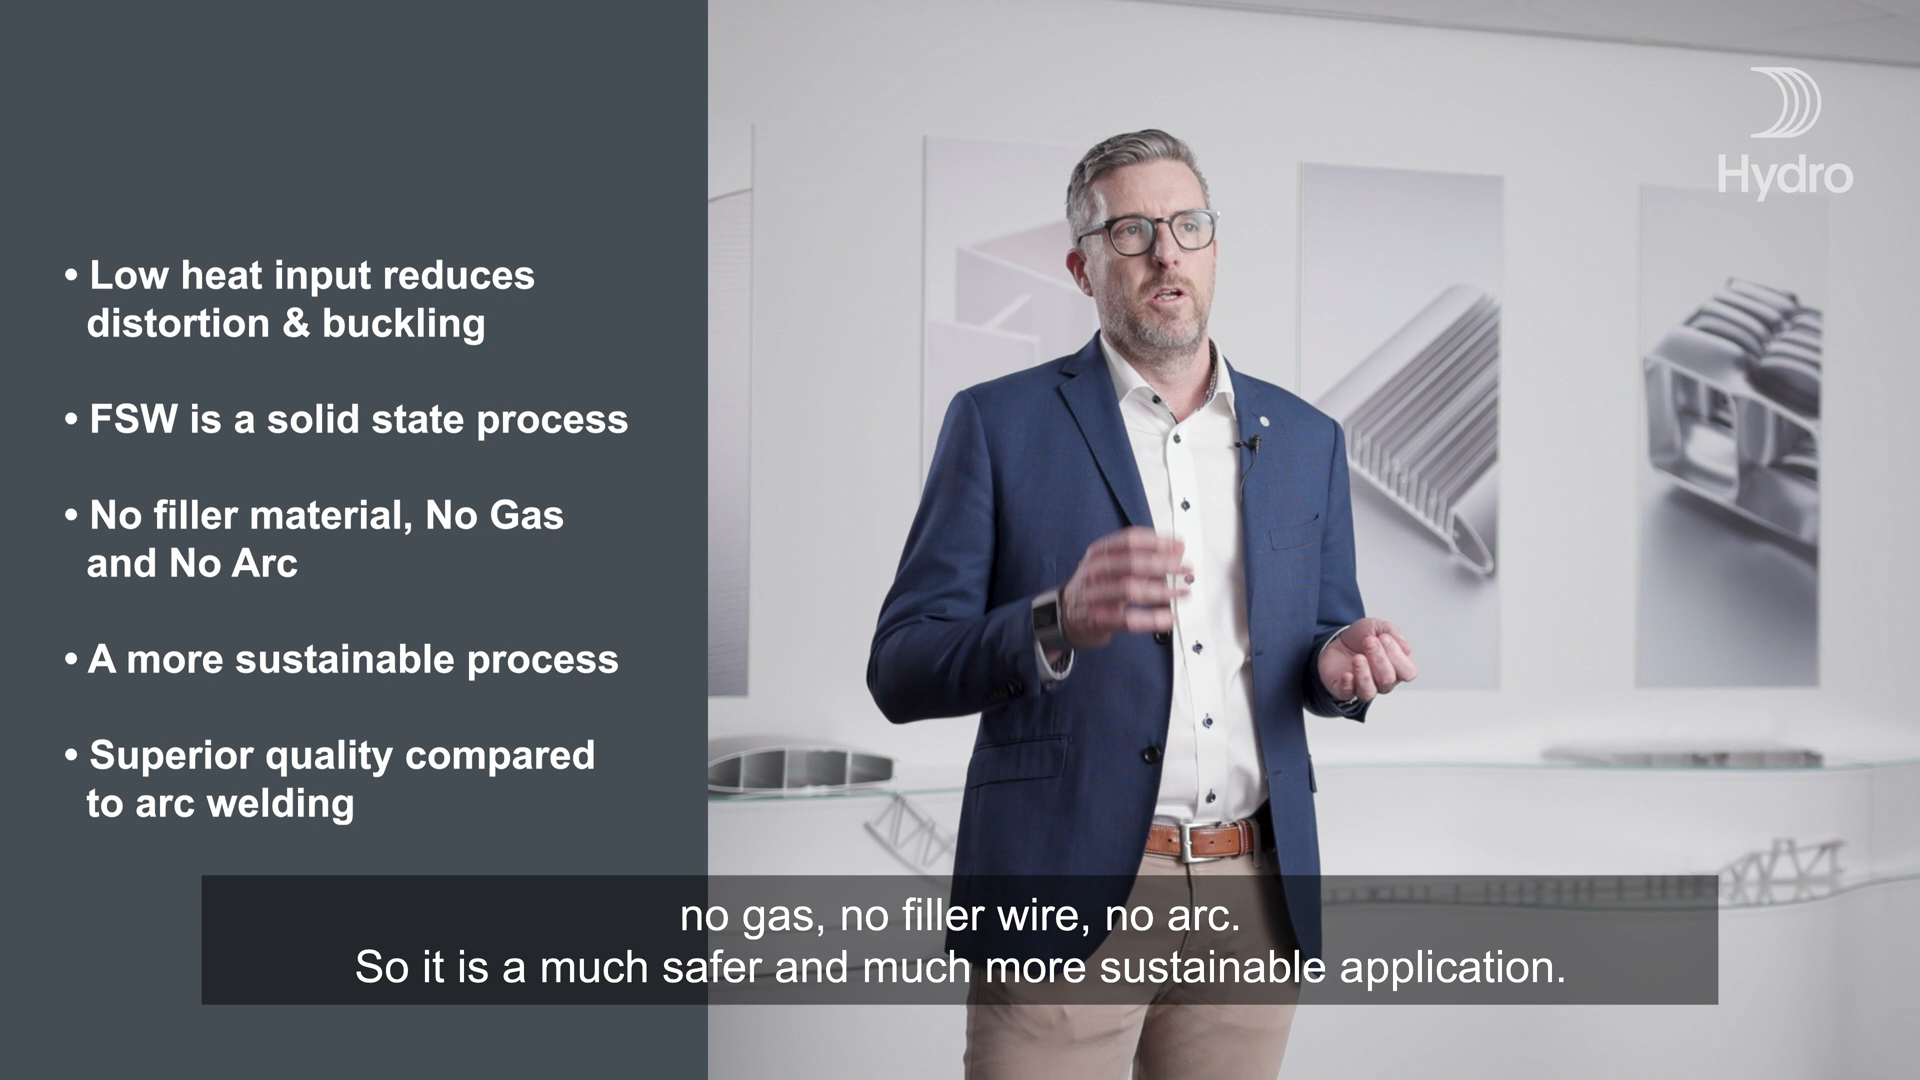 • Low heat input reduces
distortion & buckling
• FSW is a solid state process
• No filler material, No Gas
and No Arc
• A more sustainable process
• Superior quality compared
to arc welding
Hydro
no gas, no filler wire, no arc.
So it is a much safer and much more sustainable application.